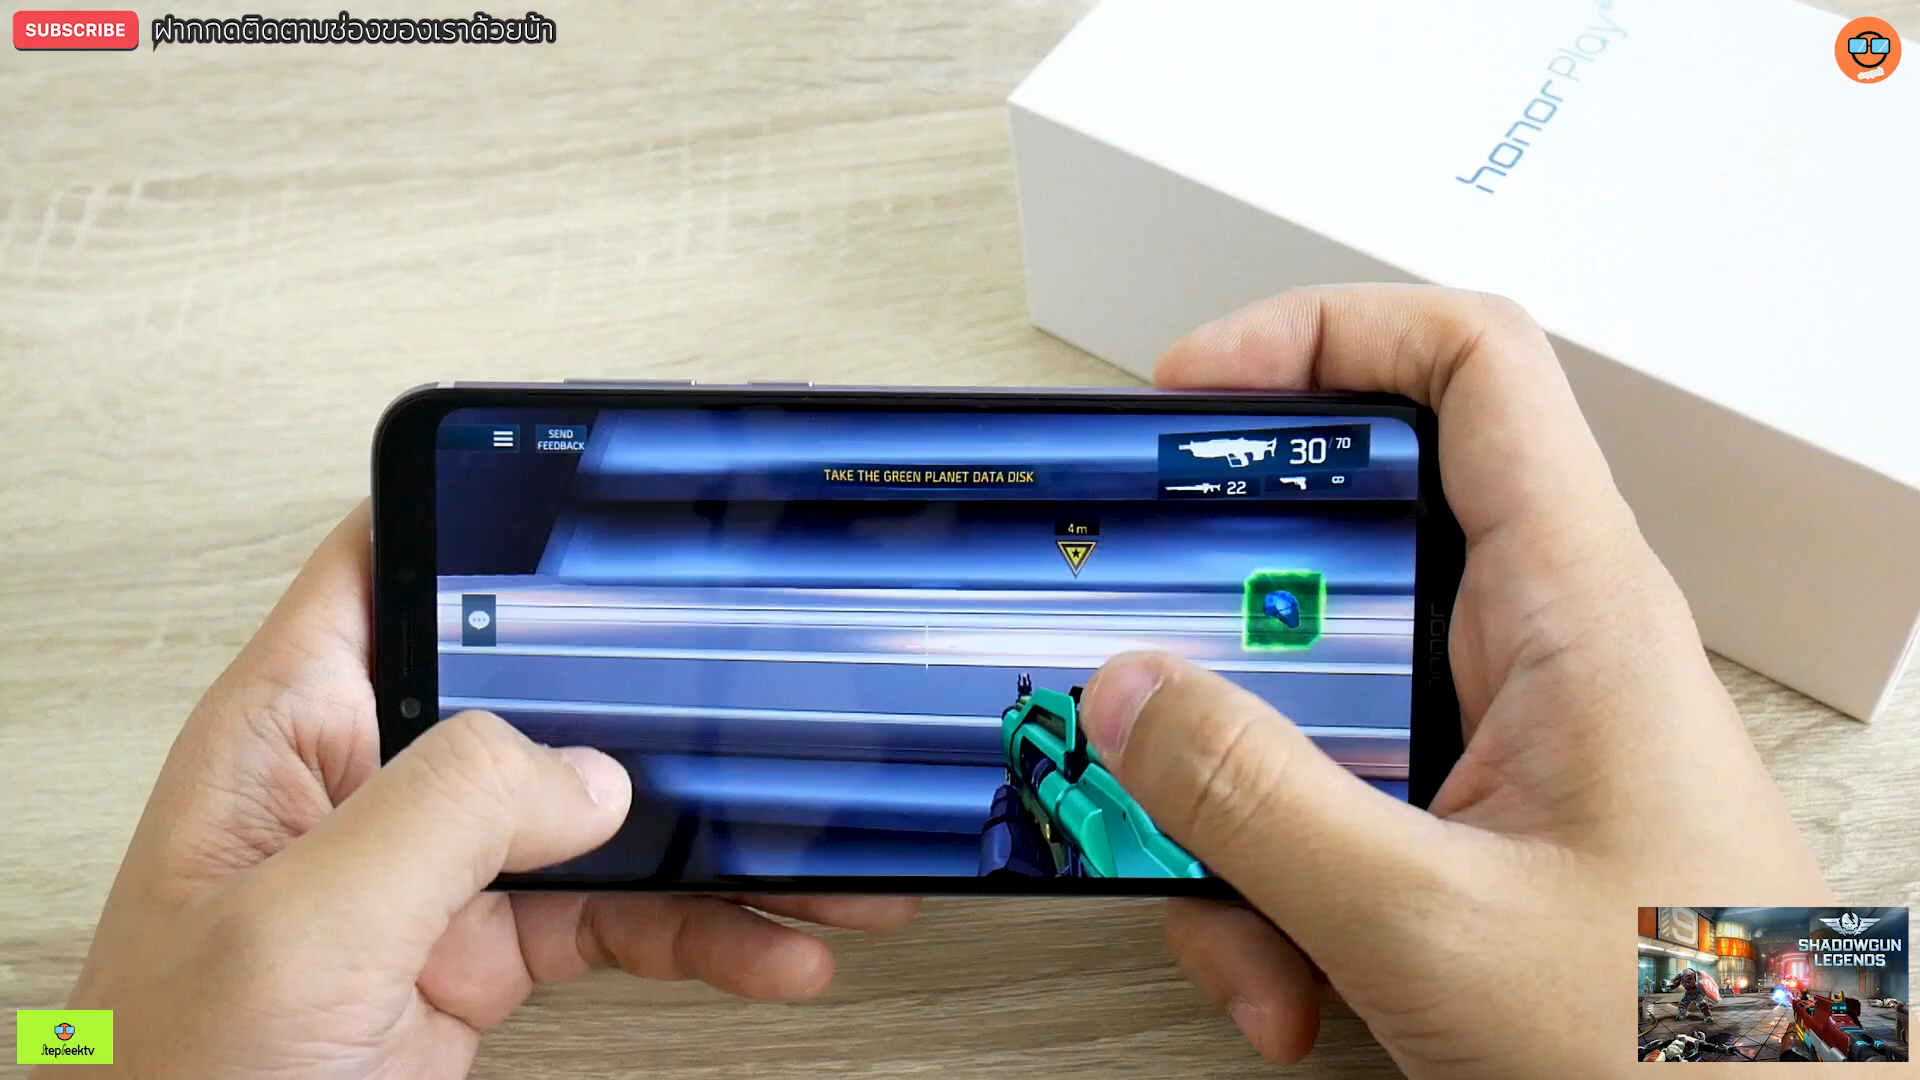 SUBSCRIBE
ฝากกดติดตามช่องของเราด้วยน้า
honor Play
SEND
FEEDBACK
TAKE THE GREEN PLANET DATA DISK
30/70
22
∞
4 m
honor
SHADOWGUN
LEGENDS
stepgeektv